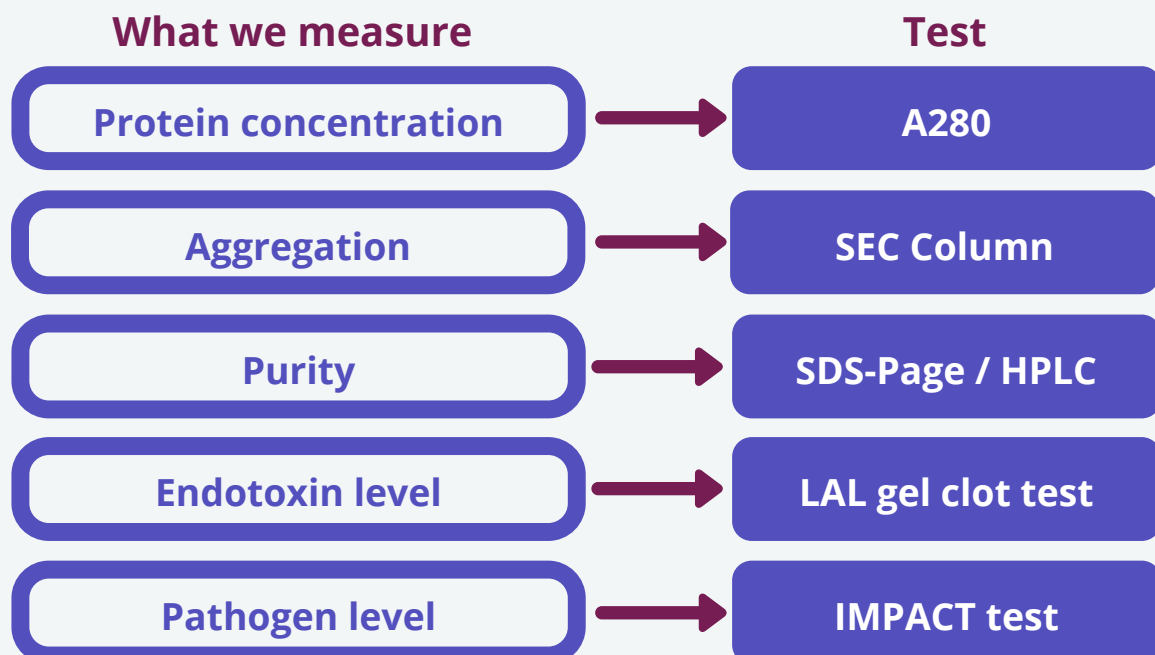 What we measure
Test
Protein concentration
A280
Aggregation
SEC Column
Purity
SDS-Page / HPLC
Endotoxin level
LAL gel clot test
Pathogen level
IMPACT test